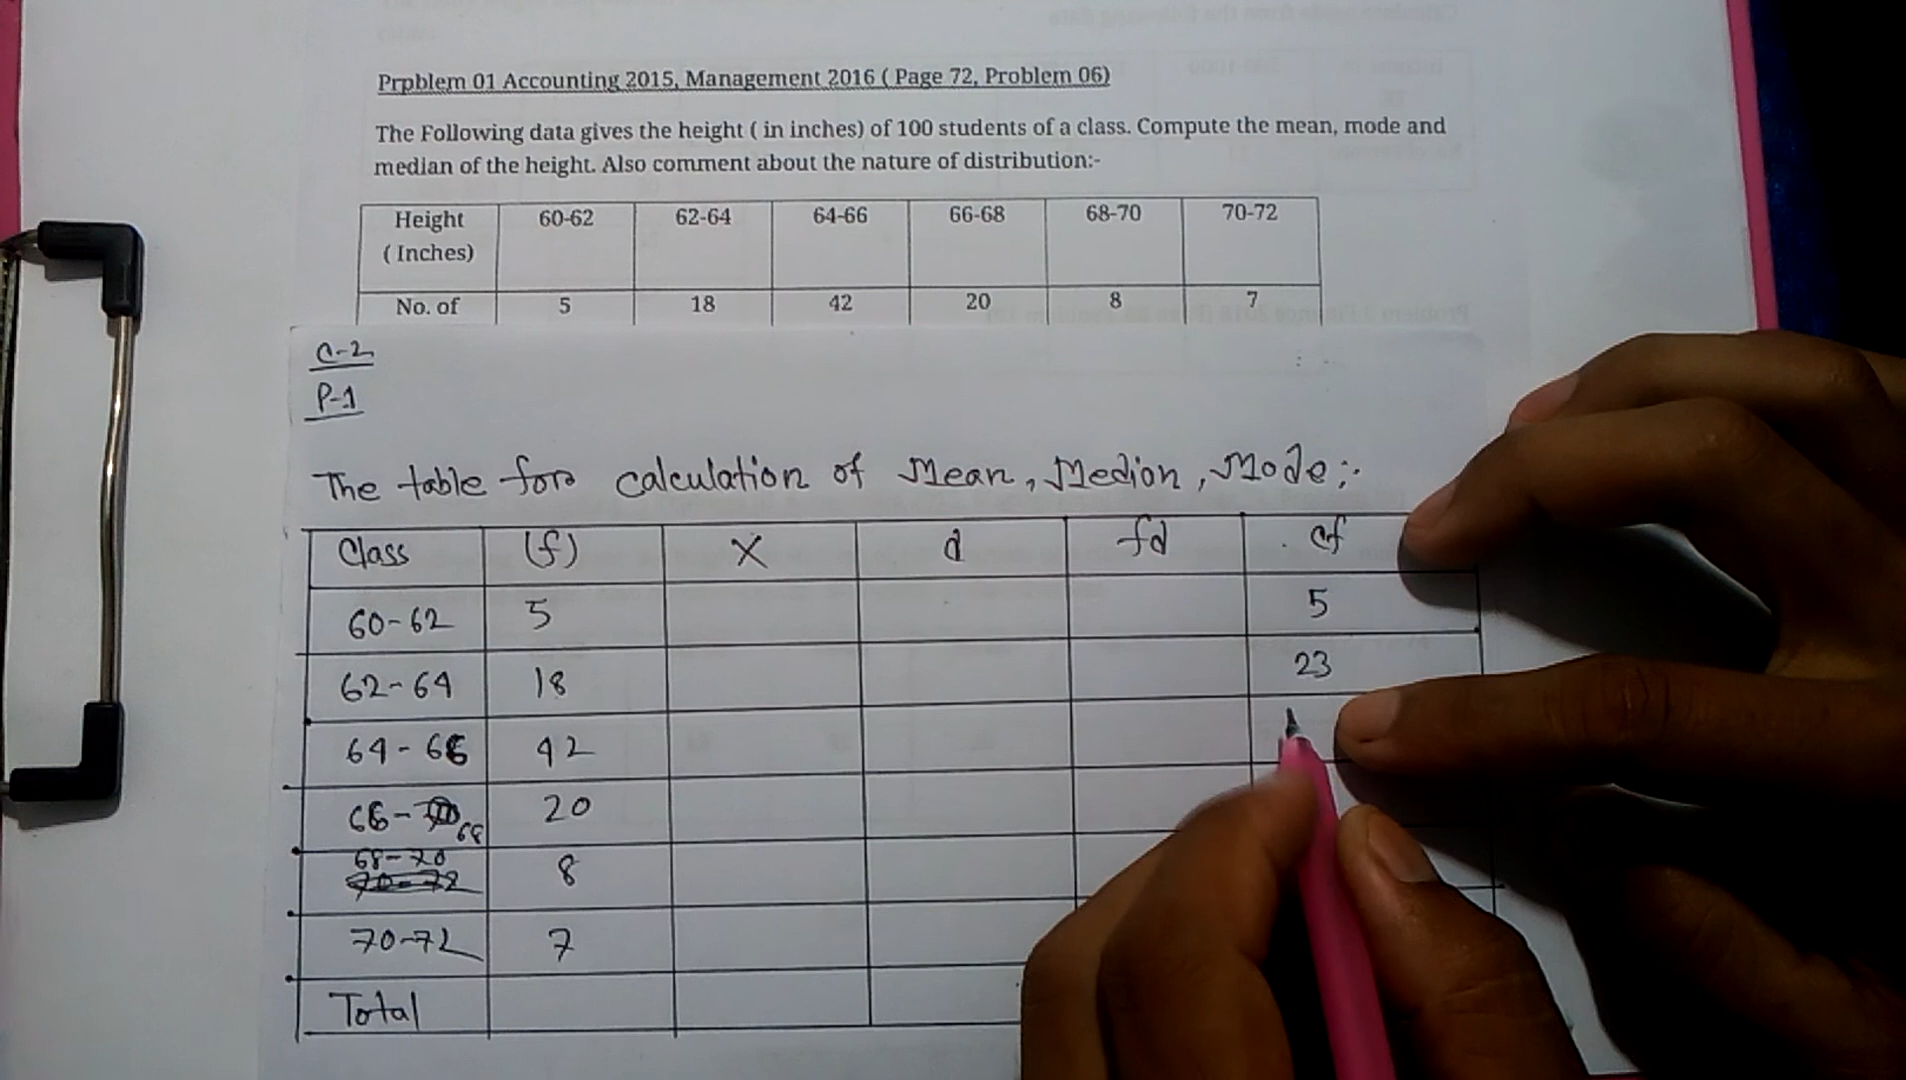 Prpblem 01 Accounting 2015, Management 2016 ( Page 72, Problem 06)
The Following data gives the height ( in inches) of 100 students of a class. Compute the mean, mode and
median of the height. Also comment about the nature of distribution:-
Height 60-62 62-64 64-66 66-68 68-70 70-72
( Inches)
No. of 5 18 42 20 8 7
C-2
P-1
The table for calculation of Mean, Median, Mode:-
Class (f) X d fd cf
60-62 5 5
62-64 18 23
64-66 42
66- 68 20
68-70 8
70-72
70-72 7
Total